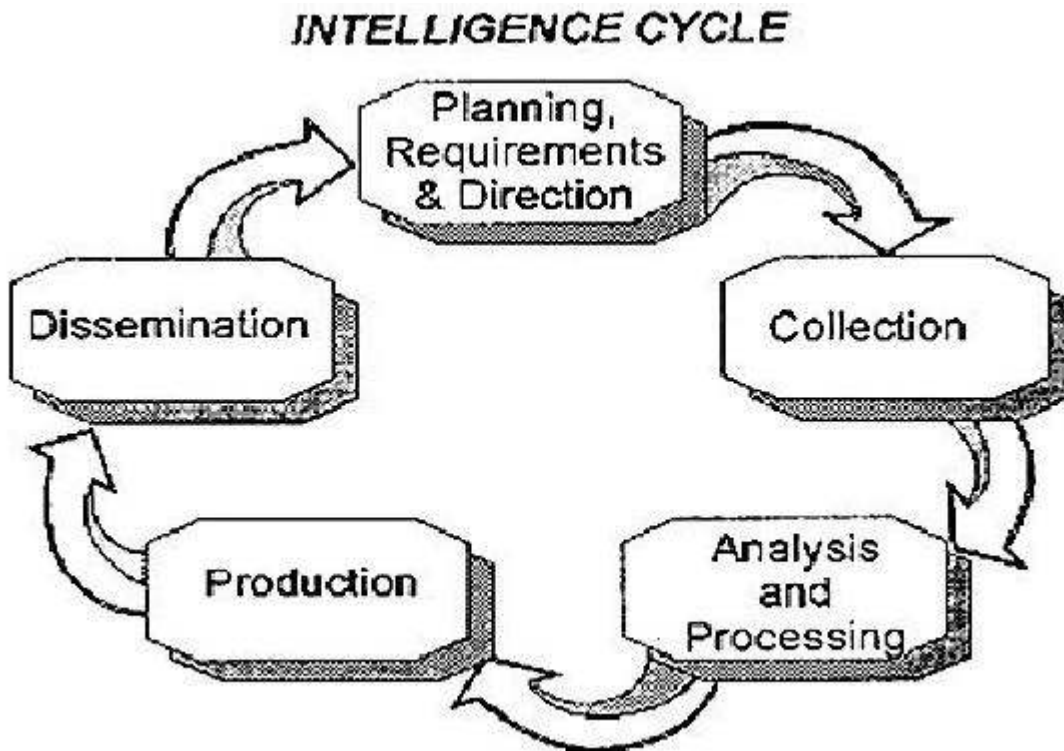 INTELLIGENCE CYCLE
Planning,
Requirements
& Direction
Collection
Analysis
and
Processing
Production
Dissemination